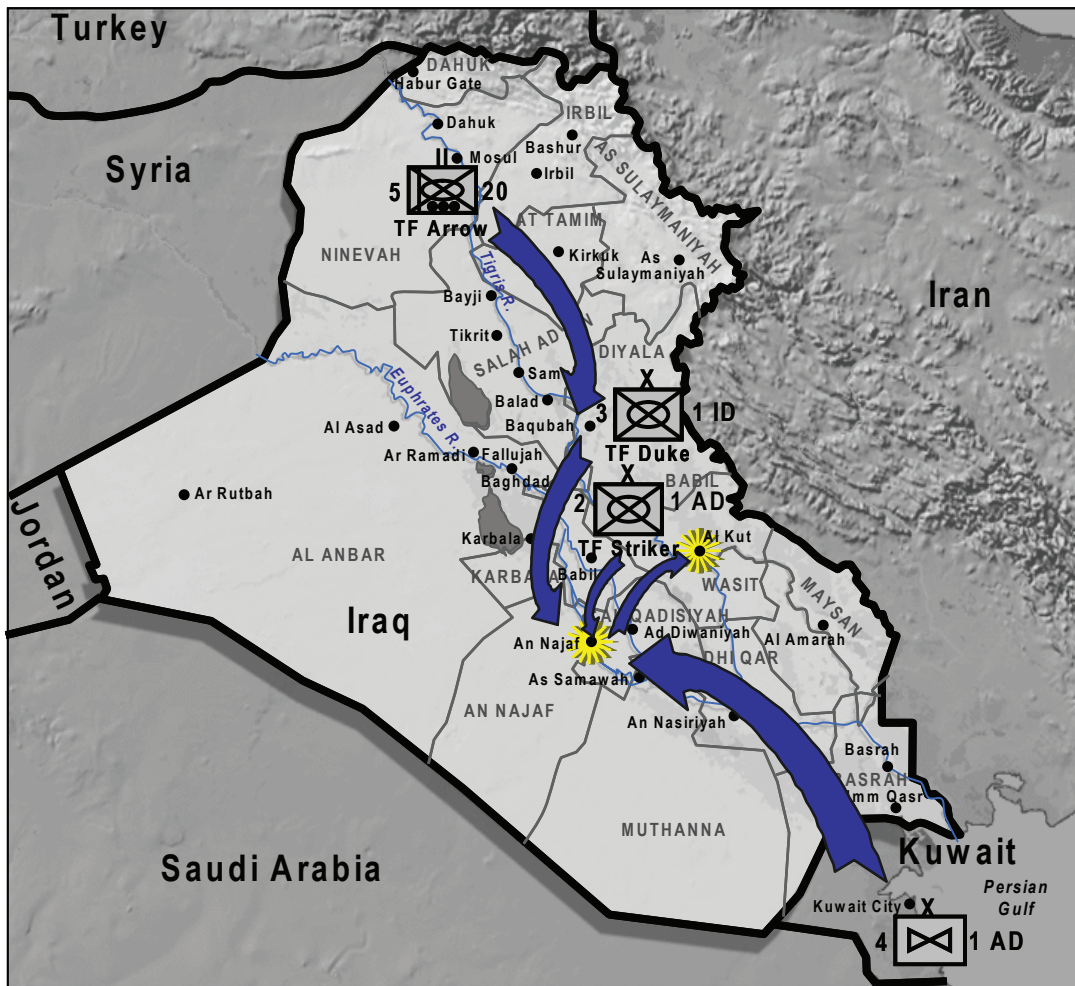 Turkey
DAHUK
Habur Gate
IRBIL
Dahuk
Bashur
Syria
Mosul
Irbil
AS SULAYMANIYAH
II
5
20
TF Arrow
AT TAMIM
NINEVAH
Kirkuk
As
Sulaymaniyah
Tigris R.
Iran
Bayji
Tikrit
SALAH AD
DIYALA
Sam
Euphrates R.
Balad
X
3
1 ID
Al Asad
Baqubah
TF Duke
Ar Ramadi
Fallujah
Baghdad
X
BABIL
Ar Rutbah
2
1 AD
Jordan
Karbala
TF Striker
Al Kut
AL ANBAR
KARBA
Babil
WASIT
MAYSAN
Iraq
QADISIYAH
An Najaf
Ad Diwaniyah
Al Amarah
DHI QAR
As Samawah
AN NAJAF
An Nasiriyah
Basrah
BASRAH
Umm Qasr
MUTHANNA
Saudi Arabia
Kuwait
Persian
Gulf
Kuwait City
X
4
1 AD